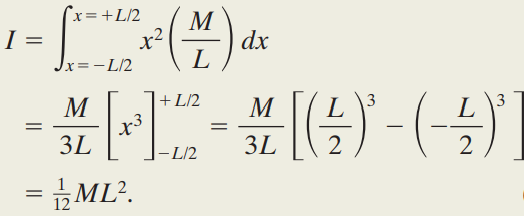 I = ∫_{x=−L/2}^{x=+L/2} x² (M/L) dx
= M/3L [x³]_{−L/2}^{+L/2} = M/3L [(L/2)³ − (−L/2)³]
= 1/12 ML².